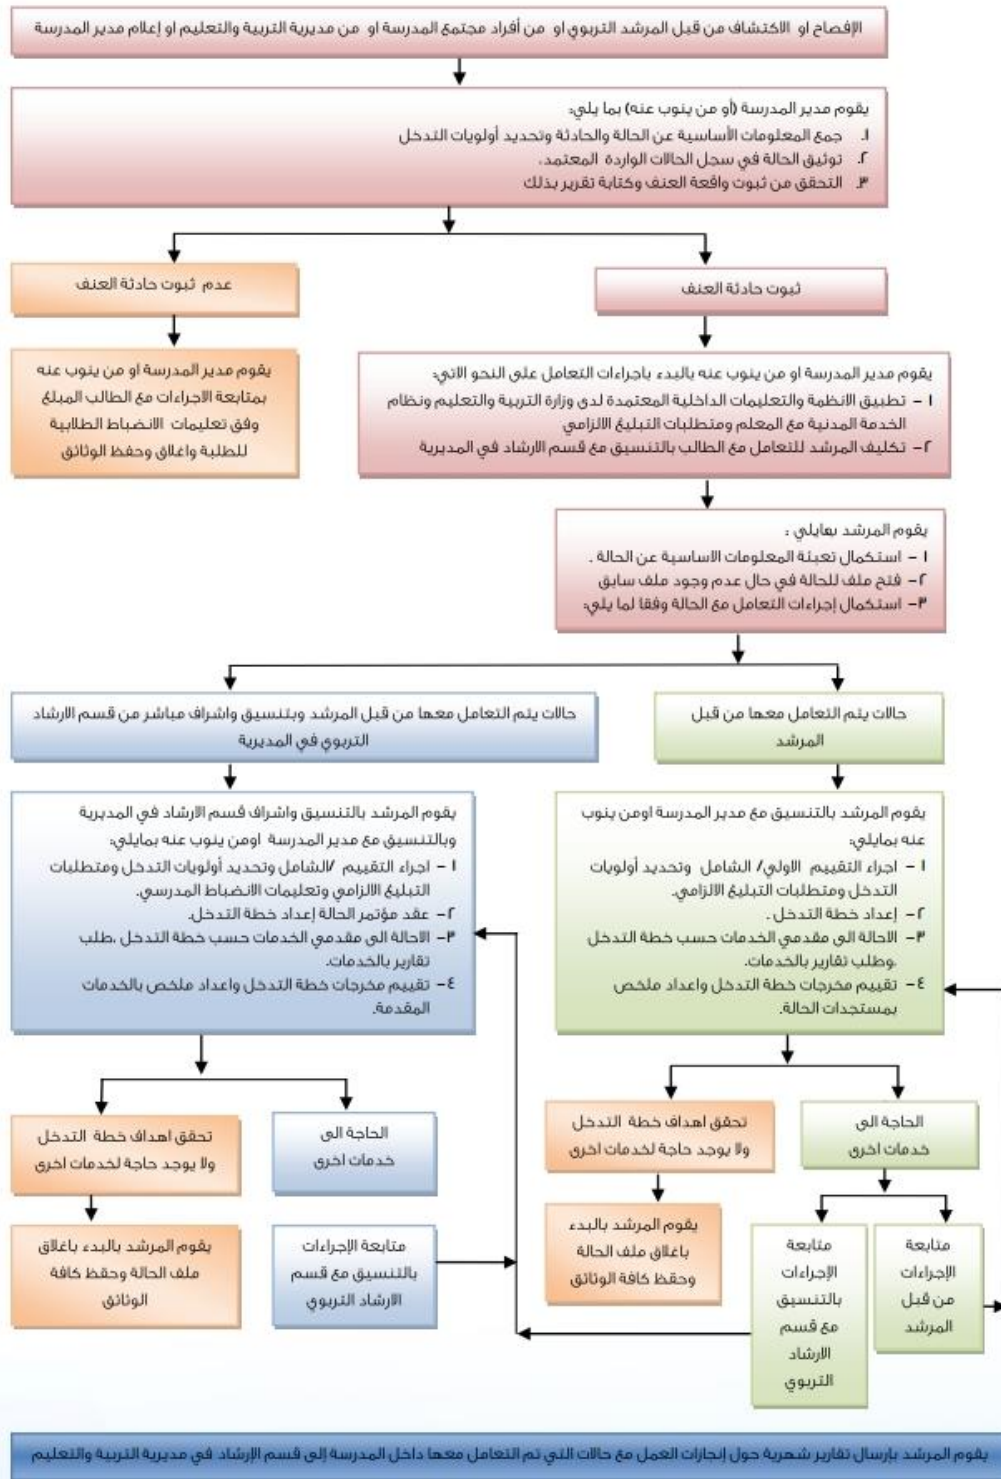 الإفصاح او الاكتشاف من قبل المرشد التربوي او من أفراد مجتمع المدرسة او من مديرية التربية والتعليم او إعلام مدير المدرسة
يقوم مدير المدرسة (أو من ينوب عنه) بما يلي:
١. جمع المعلومات الأساسية عن الحالة والحادثة وتحديد أولويات التدخل
٢. توثيق الحالة في سجل الحالات الواردة المعتمد.
٣. التحقق من ثبوت واقعة العنف وكتابة تقرير بذلك
ثبوت حادثة العنف
عدم ثبوت حادثة العنف
يقوم مدير المدرسة او من ينوب عنه بالبدء باجراءات التعامل على النحو الاتي:
١ – تطبيق الانظمة والتعليمات الداخلية المعتمدة لدى وزارة التربية والتعليم ونظام
الخدمة المدنية مع المعلم ومتطلبات التبليغ الالزامي
٢– تكليف المرشد للتعامل مع الطالب بالتنسيق مع قسم الارشاد في المديرية
يقوم مدير المدرسة او من ينوب عنه
بمتابعة الاجراءات مع الطالب المبلغ
وفق تعليمات الانضباط الطلابية
للطلبة واغلاق وحفظ الوثائق
يقوم المرشد بمايلي :
١ – استكمال تعبئة المعلومات الاساسية عن الحالة .
٢– فتح ملف للحالة في حال عدم وجود ملف سابق
٣– استكمال إجراءات التعامل مع الحالة وفقا لما يلي:
حالات يتم التعامل معها من قبل
المرشد
حالات يتم التعامل معها من قبل المرشد وبتنسيق واشراف مباشر من قسم الارشاد
التربوي في المديرية
يقوم المرشد بالتنسيق مع مدير المدرسة اومن ينوب
عنه بمايلي:
١ – اجراء التقييم الاولي/ الشامل وتحديد أولويات
التدخل ومتطلبات التبليغ الالزامي.
٢– إعداد خطة التدخل .
٣– الاحالة الى مقدمي الخدمات حسب خطة التدخل
.وطلب تقارير بالخدمات.
٤– تقييم مخرجات خطة التدخل واعداد ملخص
بمستجدات الحالة.
يقوم المرشد بالتنسيق واشراف قسم الارشاد في المديرية
وبالتنسيق مع مدير المدرسة اومن ينوب عنه بمايلي:
١ – اجراء التقييم /الشامل وتحديد أولويات التدخل ومتطلبات
التبليغ الالزامي وتعليمات الانضباط المدرسي.
٢– عقد مؤتمر الحالة إعداد خطة التدخل.
٣– الاحالة الى مقدمي الخدمات حسب خطة التدخل ،طلب
تقارير بالخدمات.
٤– تقييم مخرجات خطة التدخل واعداد ملخص بالخدمات
المقدمة.
الحاجة الى
خدمات اخرى
تحقق اهداف خطة التدخل
ولا يوجد حاجة لخدمات اخرى
الحاجة الى
خدمات اخرى
تحقق اهداف خطة التدخل
ولا يوجد حاجة لخدمات اخرى
متابعة
الإجراءات
من قبل
المرشد
متابعة
الإجراءات
بالتنسيق
مع قسم
الارشاد
التربوي
يقوم المرشد بالبدء
باغلاق ملف الحالة
وحفظ كافة الوثائق
متابعة الإجراءات
بالتنسيق مع قسم
الارشاد التربوي
يقوم المرشد بالبدء باغلاق
ملف الحالة وحفظ كافة
الوثائق
يقوم المرشد بإرسال تقارير شهرية حول إنجازات العمل مع حالات التي تم التعامل معها داخل المدرسة إلى قسم الإرشاد في مديرية التربية والتعليم